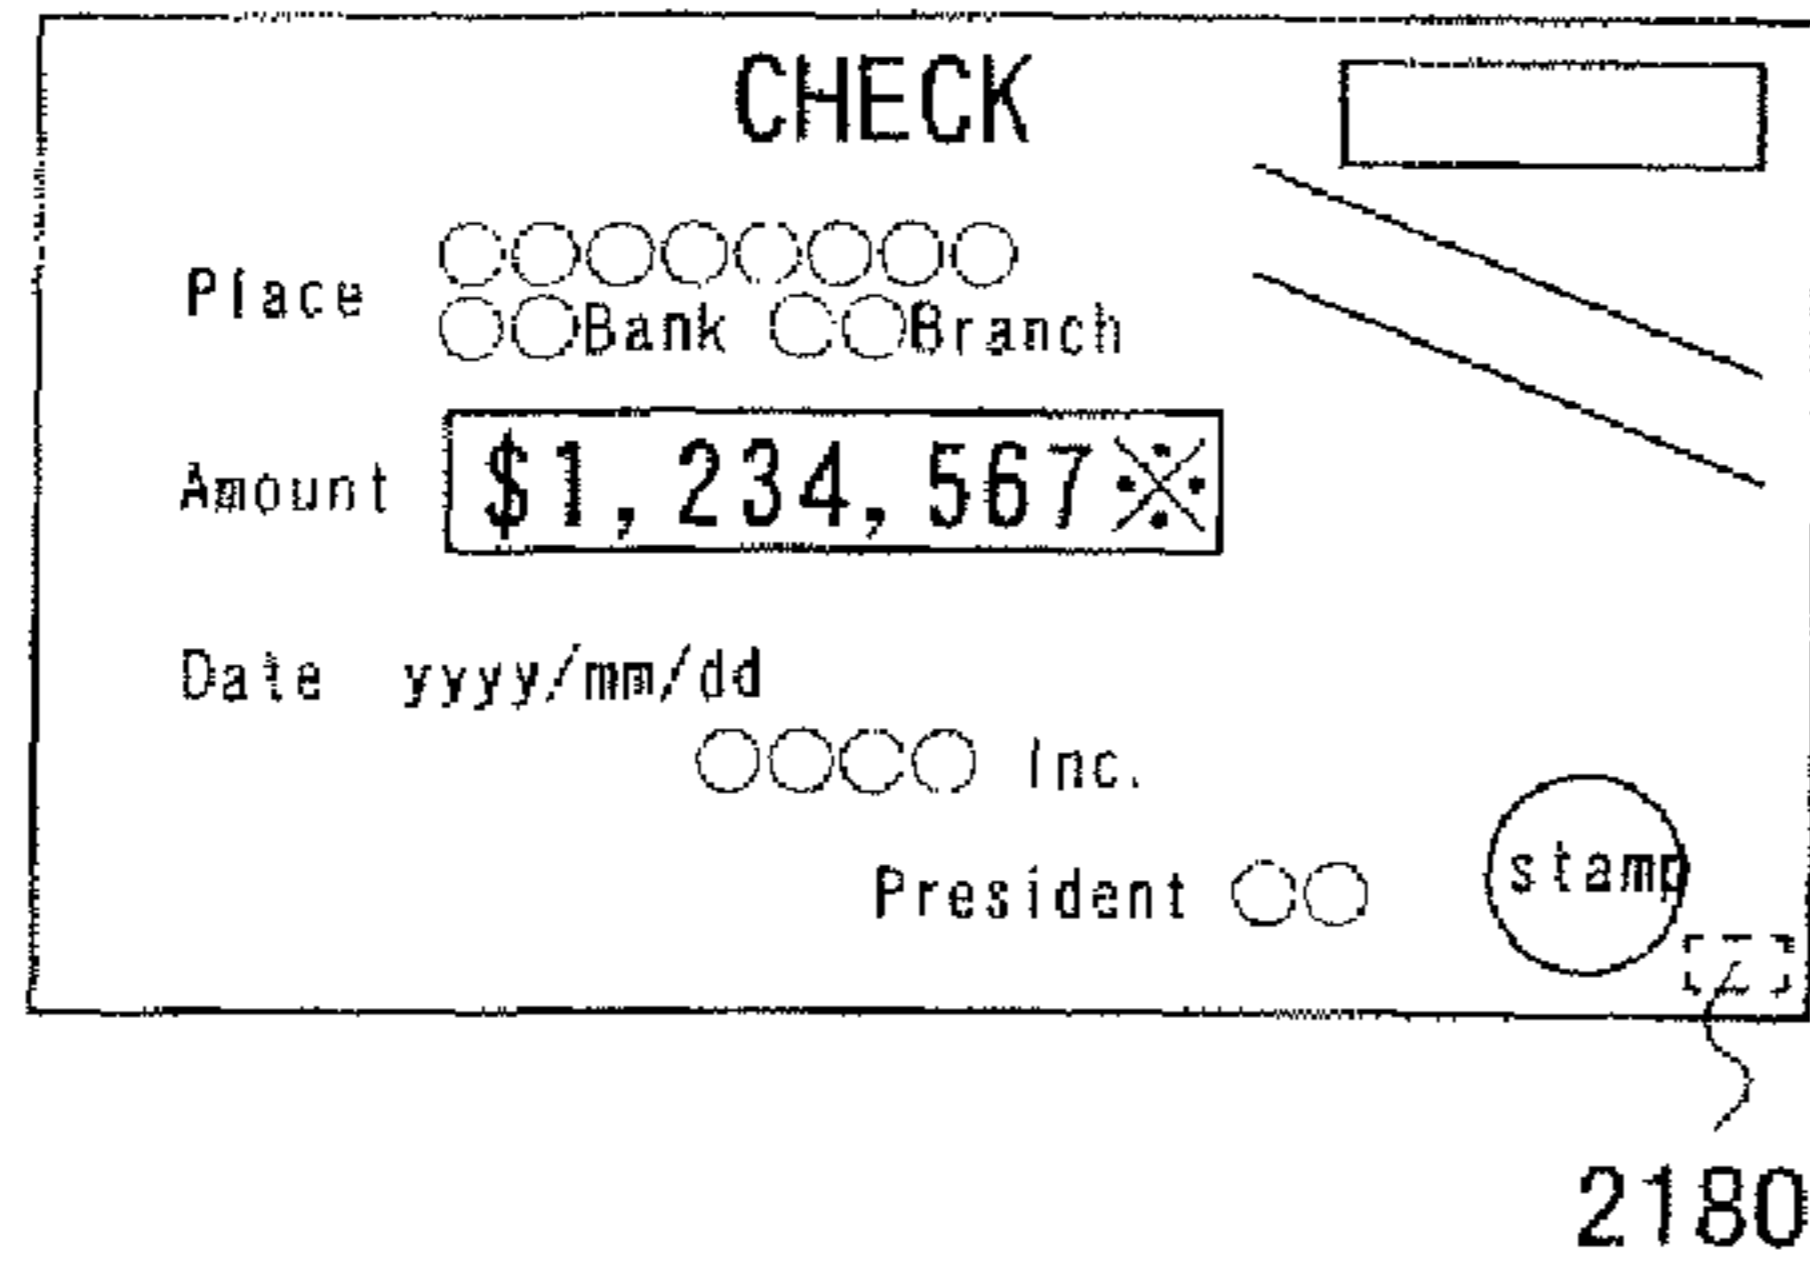 CHECK
Place ○○○○○○○○
○○Bank ○○Branch
Amount $1,234,567※
Date yyyy/mm/dd
○○○○ Inc.
President ○○
stamp
2180